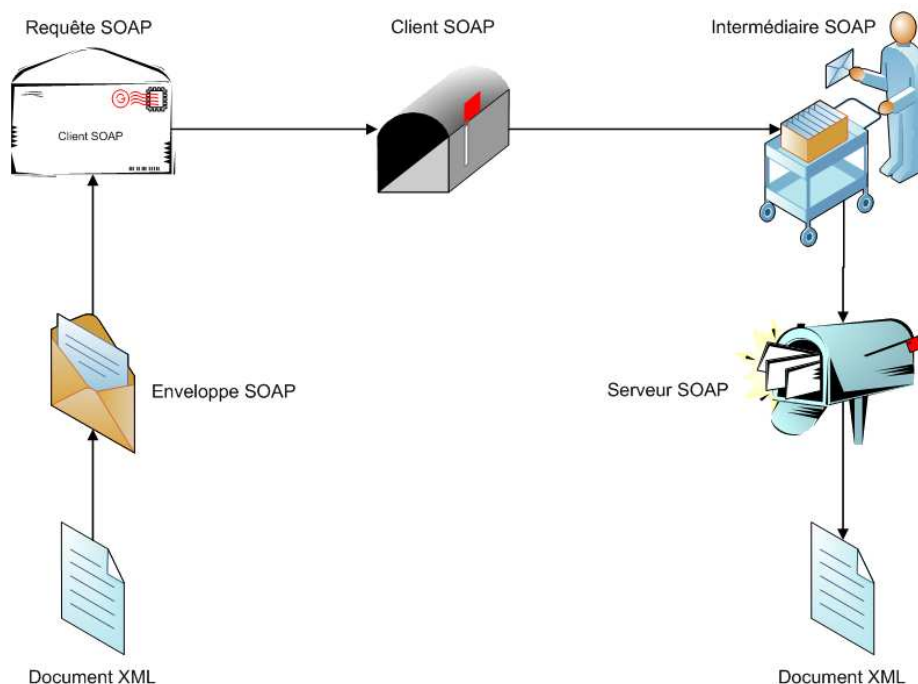 Requête SOAP
Client SOAP
Intermédiaire SOAP
Client SOAP
Enveloppe SOAP
Serveur SOAP
Document XML
Document XML